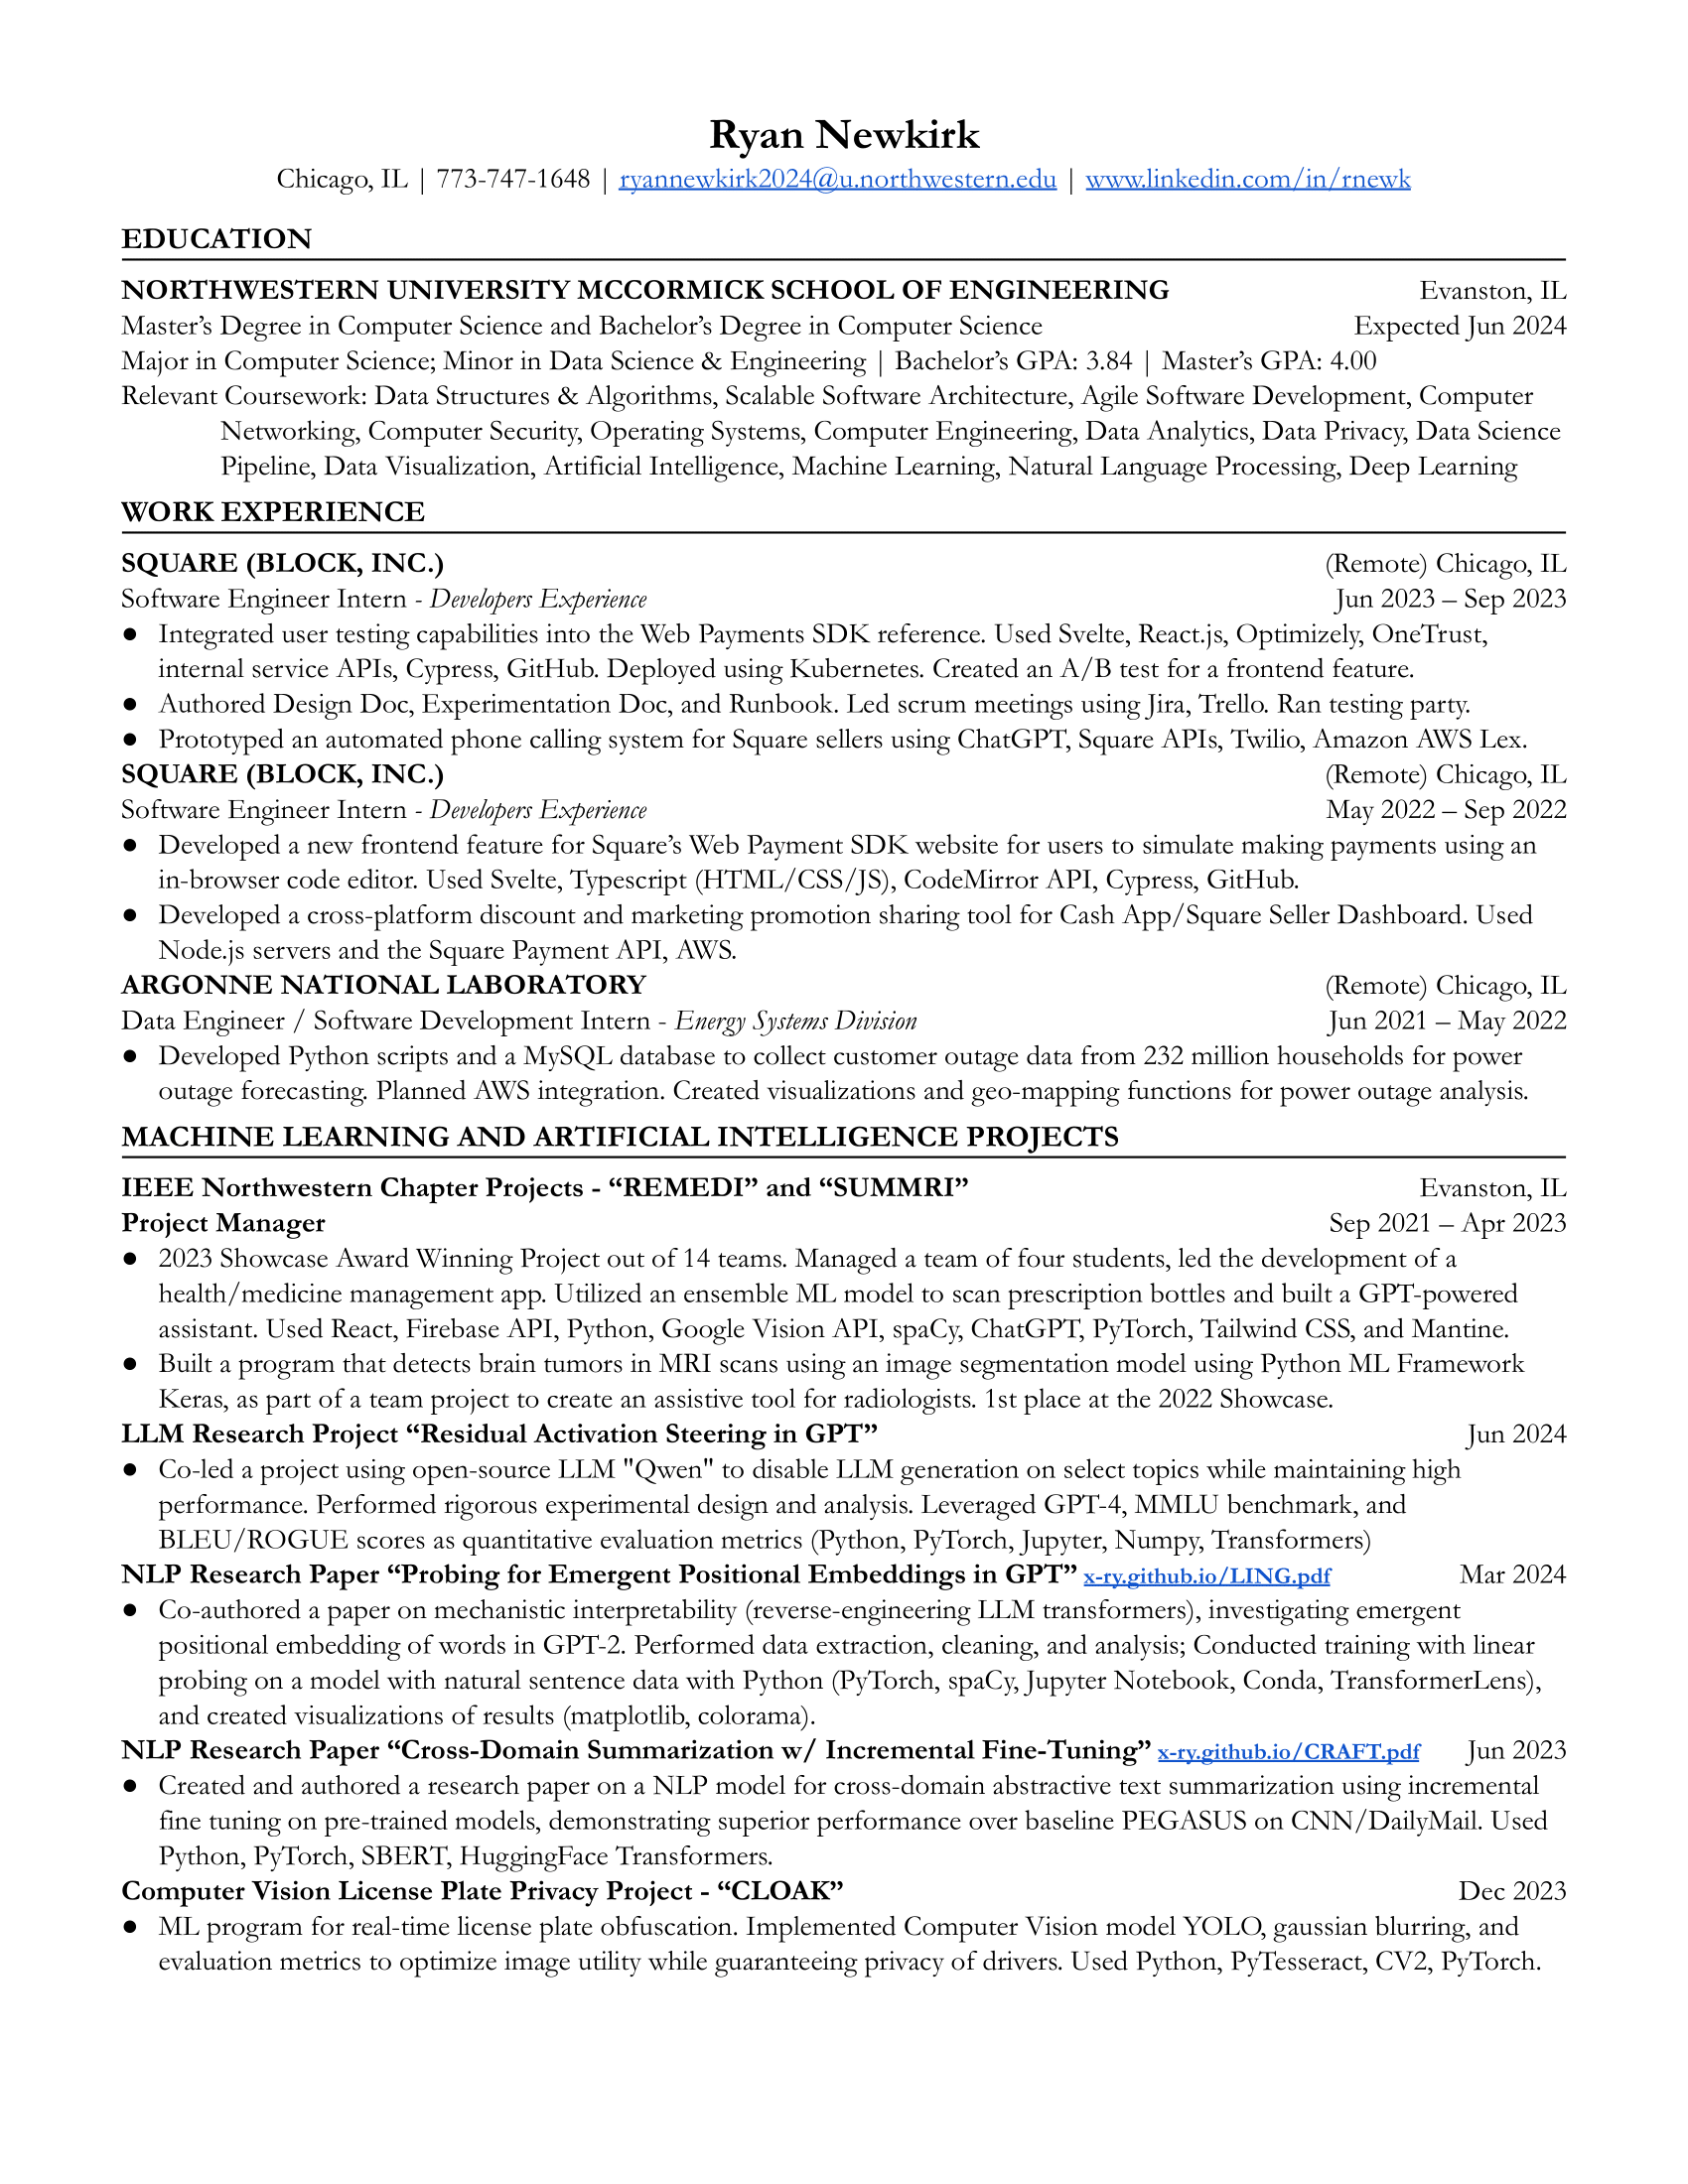 Ryan Newkirk
Chicago, IL | 773-747-1648 | ryannewkirk2024@u.northwestern.edu | www.linkedin.com/in/rnewk
EDUCATION
NORTHWESTERN UNIVERSITY MCCORMICK SCHOOL OF ENGINEERING Evanston, IL
Master’s Degree in Computer Science and Bachelor’s Degree in Computer Science Expected Jun 2024
Major in Computer Science; Minor in Data Science & Engineering | Bachelor’s GPA: 3.84 | Master’s GPA: 4.00
Relevant Coursework: Data Structures & Algorithms, Scalable Software Architecture, Agile Software Development, Computer
Networking, Computer Security, Operating Systems, Computer Engineering, Data Analytics, Data Privacy, Data Science
Pipeline, Data Visualization, Artificial Intelligence, Machine Learning, Natural Language Processing, Deep Learning
WORK EXPERIENCE
SQUARE (BLOCK, INC.) (Remote) Chicago, IL
Software Engineer Intern - Developers Experience Jun 2023 – Sep 2023
● Integrated user testing capabilities into the Web Payments SDK reference. Used Svelte, React.js, Optimizely, OneTrust,
internal service APIs, Cypress, GitHub. Deployed using Kubernetes. Created an A/B test for a frontend feature.
● Authored Design Doc, Experimentation Doc, and Runbook. Led scrum meetings using Jira, Trello. Ran testing party.
● Prototyped an automated phone calling system for Square sellers using ChatGPT, Square APIs, Twilio, Amazon AWS Lex.
SQUARE (BLOCK, INC.) (Remote) Chicago, IL
Software Engineer Intern - Developers Experience May 2022 – Sep 2022
● Developed a new frontend feature for Square’s Web Payment SDK website for users to simulate making payments using an
in-browser code editor. Used Svelte, Typescript (HTML/CSS/JS), CodeMirror API, Cypress, GitHub.
● Developed a cross-platform discount and marketing promotion sharing tool for Cash App/Square Seller Dashboard. Used
Node.js servers and the Square Payment API, AWS.
ARGONNE NATIONAL LABORATORY (Remote) Chicago, IL
Data Engineer / Software Development Intern - Energy Systems Division Jun 2021 – May 2022
● Developed Python scripts and a MySQL database to collect customer outage data from 232 million households for power
outage forecasting. Planned AWS integration. Created visualizations and geo-mapping functions for power outage analysis.
MACHINE LEARNING AND ARTIFICIAL INTELLIGENCE PROJECTS
IEEE Northwestern Chapter Projects - “REMEDI” and “SUMMRI” Evanston, IL
Project Manager Sep 2021 – Apr 2023
● 2023 Showcase Award Winning Project out of 14 teams. Managed a team of four students, led the development of a
health/medicine management app. Utilized an ensemble ML model to scan prescription bottles and built a GPT-powered
assistant. Used React, Firebase API, Python, Google Vision API, spaCy, ChatGPT, PyTorch, Tailwind CSS, and Mantine.
● Built a program that detects brain tumors in MRI scans using an image segmentation model using Python ML Framework
Keras, as part of a team project to create an assistive tool for radiologists. 1st place at the 2022 Showcase.
LLM Research Project “Residual Activation Steering in GPT” Jun 2024
● Co-led a project using open-source LLM "Qwen" to disable LLM generation on select topics while maintaining high
performance. Performed rigorous experimental design and analysis. Leveraged GPT-4, MMLU benchmark, and
BLEU/ROGUE scores as quantitative evaluation metrics (Python, PyTorch, Jupyter, Numpy, Transformers)
NLP Research Paper “Probing for Emergent Positional Embeddings in GPT” x-ry.github.io/LING.pdf Mar 2024
● Co-authored a paper on mechanistic interpretability (reverse-engineering LLM transformers), investigating emergent
positional embedding of words in GPT-2. Performed data extraction, cleaning, and analysis; Conducted training with linear
probing on a model with natural sentence data with Python (PyTorch, spaCy, Jupyter Notebook, Conda, TransformerLens),
and created visualizations of results (matplotlib, colorama).
NLP Research Paper “Cross-Domain Summarization w/ Incremental Fine-Tuning” x-ry.github.io/CRAFT.pdf Jun 2023
● Created and authored a research paper on a NLP model for cross-domain abstractive text summarization using incremental
fine tuning on pre-trained models, demonstrating superior performance over baseline PEGASUS on CNN/DailyMail. Used
Python, PyTorch, SBERT, HuggingFace Transformers.
Computer Vision License Plate Privacy Project - “CLOAK” Dec 2023
● ML program for real-time license plate obfuscation. Implemented Computer Vision model YOLO, gaussian blurring, and
evaluation metrics to optimize image utility while guaranteeing privacy of drivers. Used Python, PyTesseract, CV2, PyTorch.